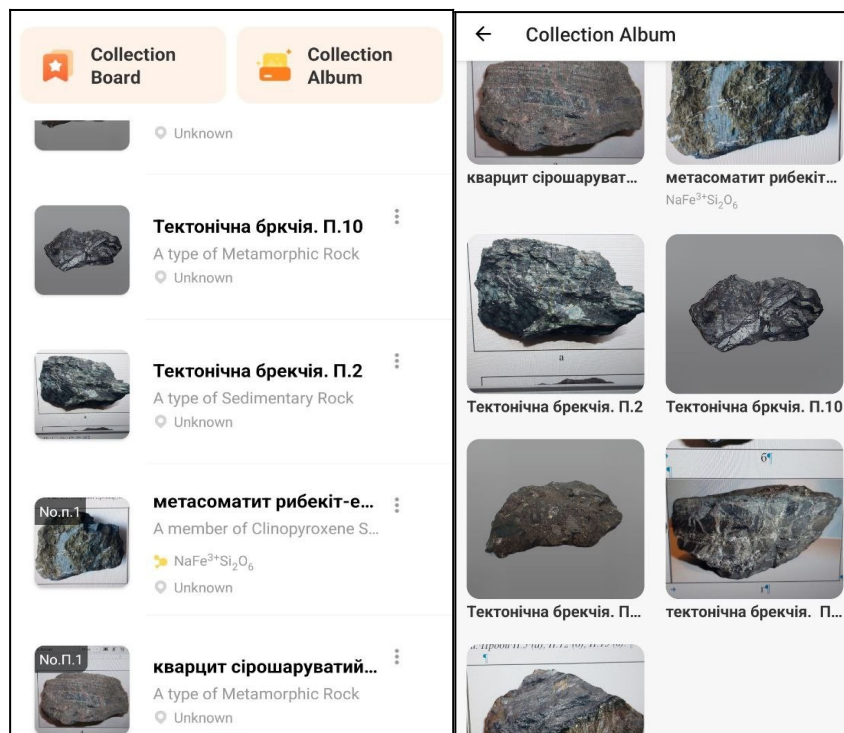 Collection
Board
Collection
Album
Unknown
Тектонічна бркчія. П.10
A type of Metamorphic Rock
Unknown
Тектонічна брекчія. П.2
A type of Sedimentary Rock
Unknown
No.п.1
метасоматит рибекіт-е...
A member of Clinopyroxene S...
NaFe³⁺Si₂O₆
Unknown
No.П.1
кварцит сірошаруватий...
A type of Metamorphic Rock
Unknown
Collection Album
кварцит сірошаруват...
метасоматит рибекіт...
NaFe³⁺Si₂O₆
а
Тектонічна брекчія. П.2
Тектонічна бркчія. П.10
б¶
Тектонічна брекчія. П...
тектонічна брекчія. П...